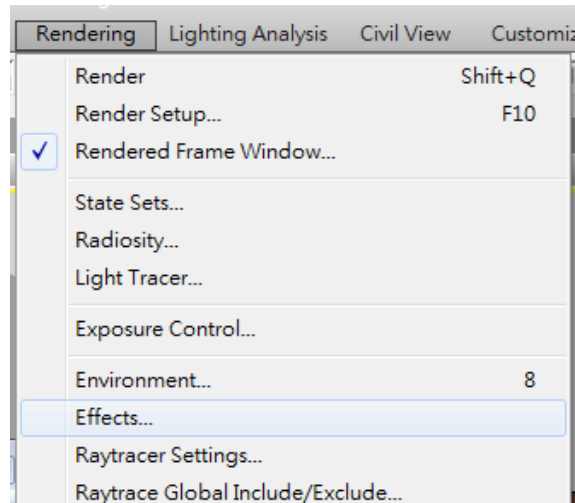 Rendering Lighting Analysis Civil View Customiz
Render Shift+Q
Render Setup... F10
Rendered Frame Window...
State Sets...
Radiosity...
Light Tracer...
Exposure Control...
Environment... 8
Effects...
Raytracer Settings...
Raytrace Global Include/Exclude...